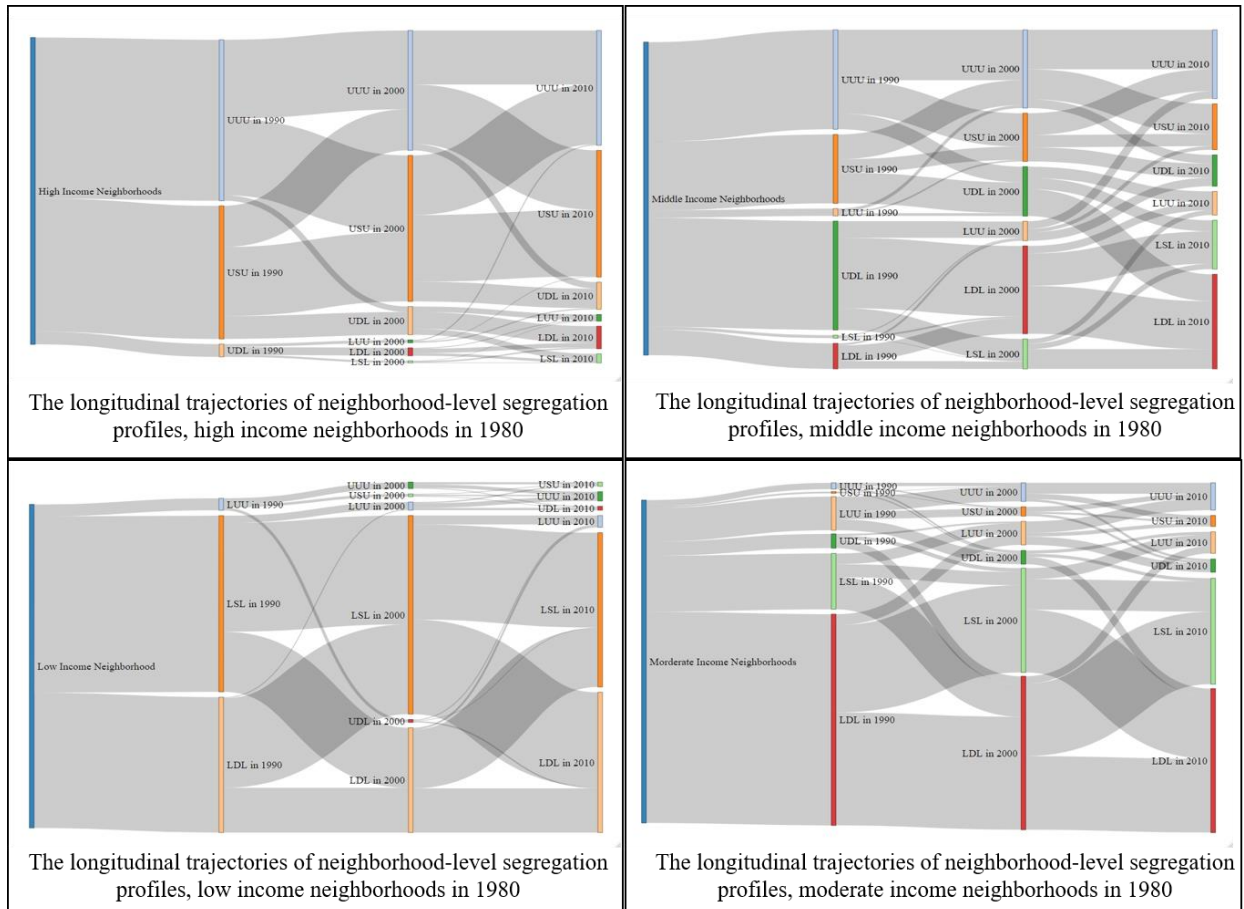 High Income Neighborhoods
UUU in 1990
USU in 1990
UDL in 1990
UUU in 2000
USU in 2000
UDL in 2000
LUU in 2000
LDL in 2000
LSL in 2000
UUU in 2010
USU in 2010
UDL in 2010
LUU in 2010
LDL in 2010
LSL in 2010
The longitudinal trajectories of neighborhood-level segregation
profiles, high income neighborhoods in 1980
Middle Income Neighborhoods
UUU in 1990
USU in 1990
LUU in 1990
UDL in 1990
LSL in 1990
LDL in 1990
UUU in 2000
USU in 2000
UDL in 2000
LUU in 2000
LDL in 2000
LSL in 2000
UUU in 2010
USU in 2010
UDL in 2010
LUU in 2010
LSL in 2010
LDL in 2010
The longitudinal trajectories of neighborhood-level segregation
profiles, middle income neighborhoods in 1980
Low Income Neighborhood
LUU in 1990
LSL in 1990
LDL in 1990
UUU in 2000
USU in 2000
LUU in 2000
LSL in 2000
UDL in 2000
LDL in 2000
USU in 2010
UUU in 2010
UDL in 2010
LUU in 2010
LSL in 2010
LDL in 2010
The longitudinal trajectories of neighborhood-level segregation
profiles, low income neighborhoods in 1980
Morderate Income Neighborhoods
UUU in 1990
USU in 1990
LUU in 1990
UDL in 1990
LSL in 1990
LDL in 1990
UUU in 2000
USU in 2000
LUU in 2000
UDL in 2000
LSL in 2000
LDL in 2000
UUU in 2010
USU in 2010
LUU in 2010
UDL in 2010
LSL in 2010
LDL in 2010
The longitudinal trajectories of neighborhood-level segregation
profiles, moderate income neighborhoods in 1980